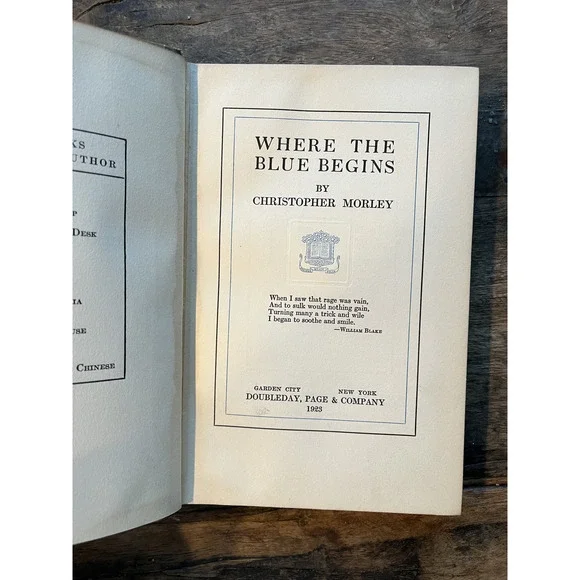 KS
UTHOR
P
DESK
IA
USE
CHINESE
WHERE THE
BLUE BEGINS
BY
CHRISTOPHER MORLEY
When I saw that rage was vain,
And to sulk would nothing gain,
Turning many a trick and wile
I began to soothe and smile.
—WILLIAM BLAKE
GARDEN CITY NEW YORK
DOUBLEDAY, PAGE & COMPANY
1923